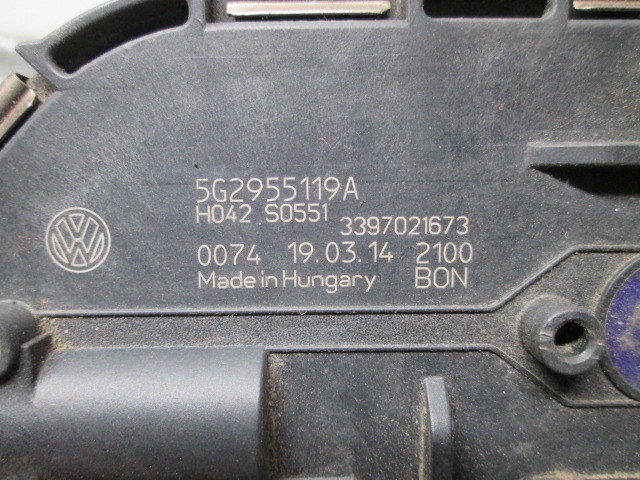 5G2955119A
H042 S0551 3397021673
0074 19.03.14 2100
Made in Hungary BON